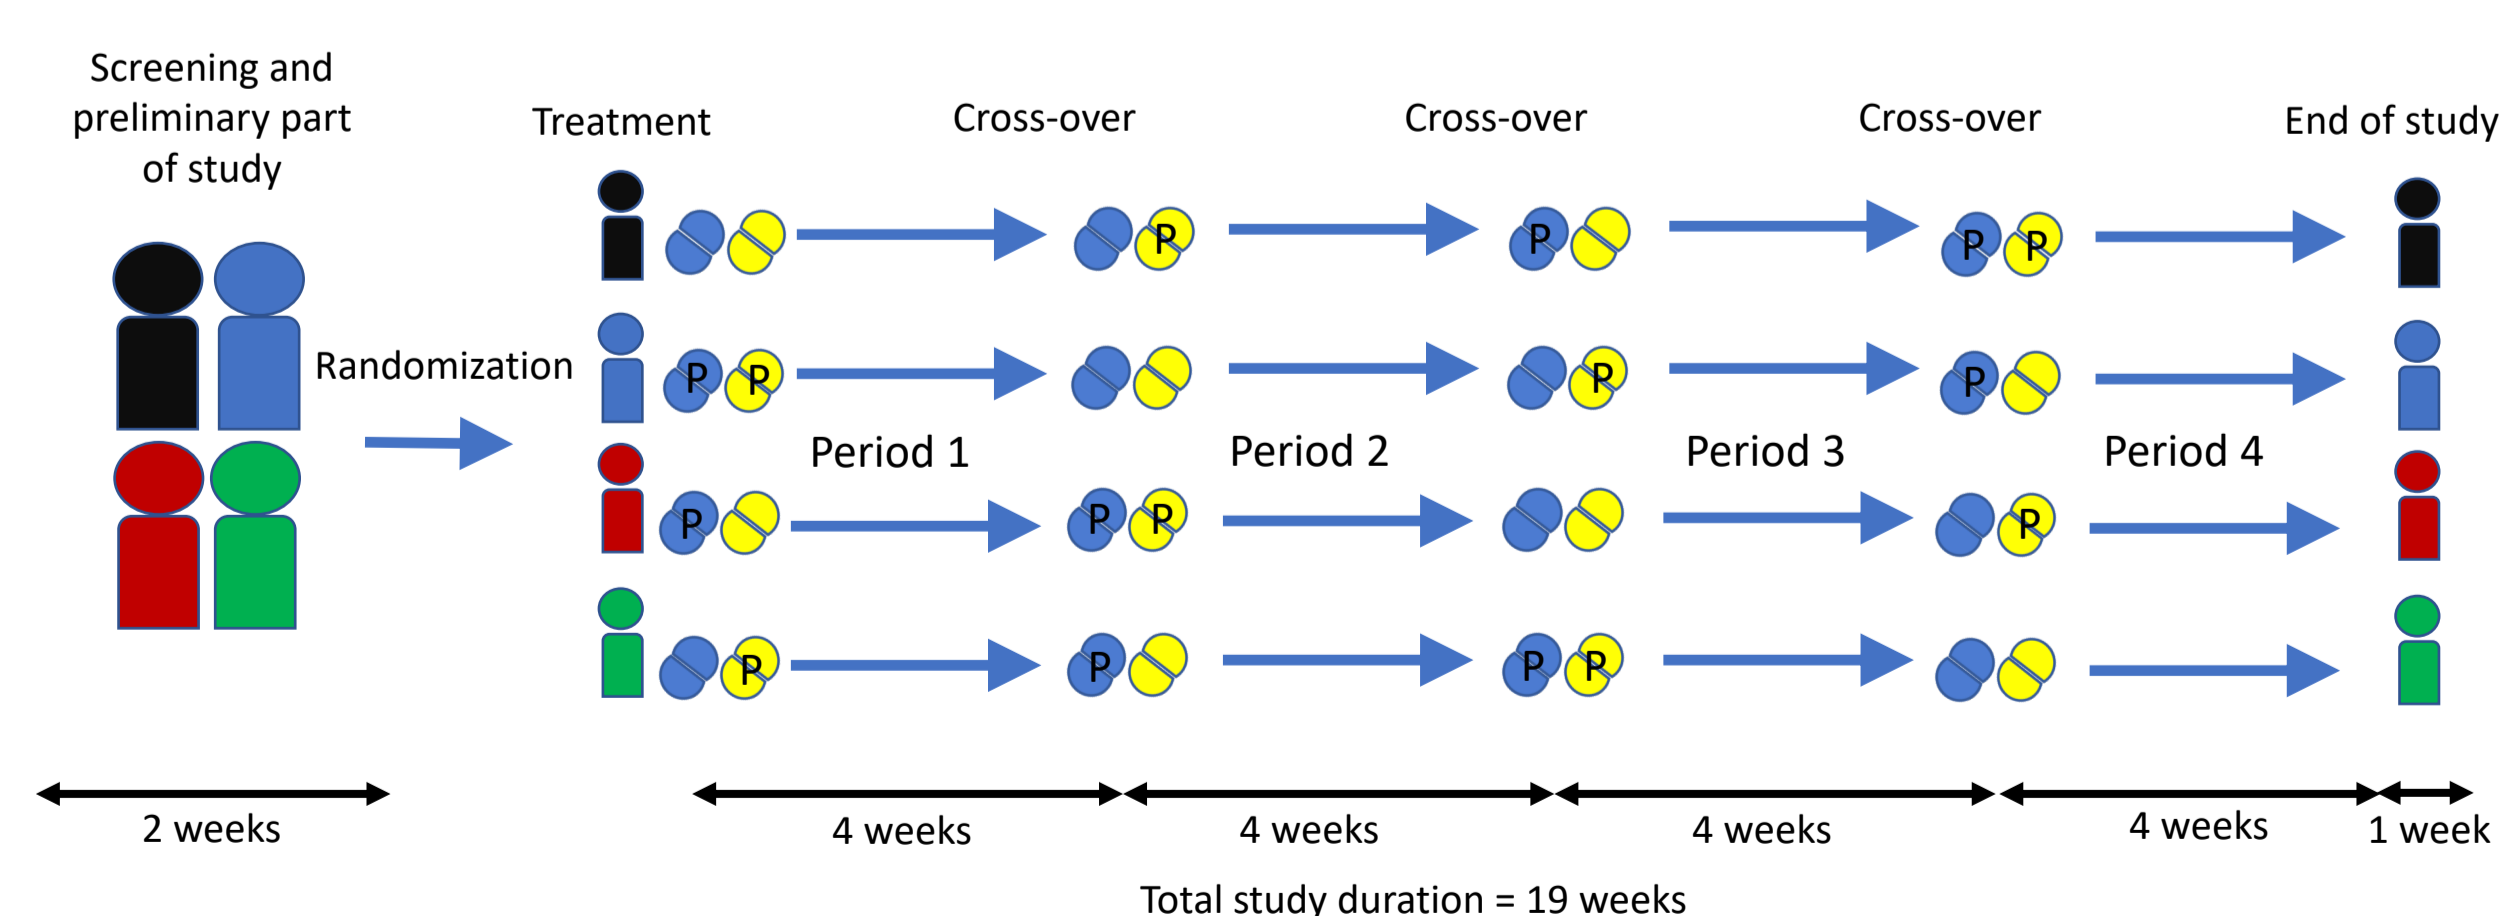 Screening and
preliminary part
of study
Treatment
Cross-over
Cross-over
Cross-over
End of study
Randomization
P
P
P
P
P
P
P
P
P
Period 1
Period 2
Period 3
Period 4
P
P
P
P
P
P
P
P
2 weeks
4 weeks
4 weeks
4 weeks
4 weeks
1 week
Total study duration = 19 weeks